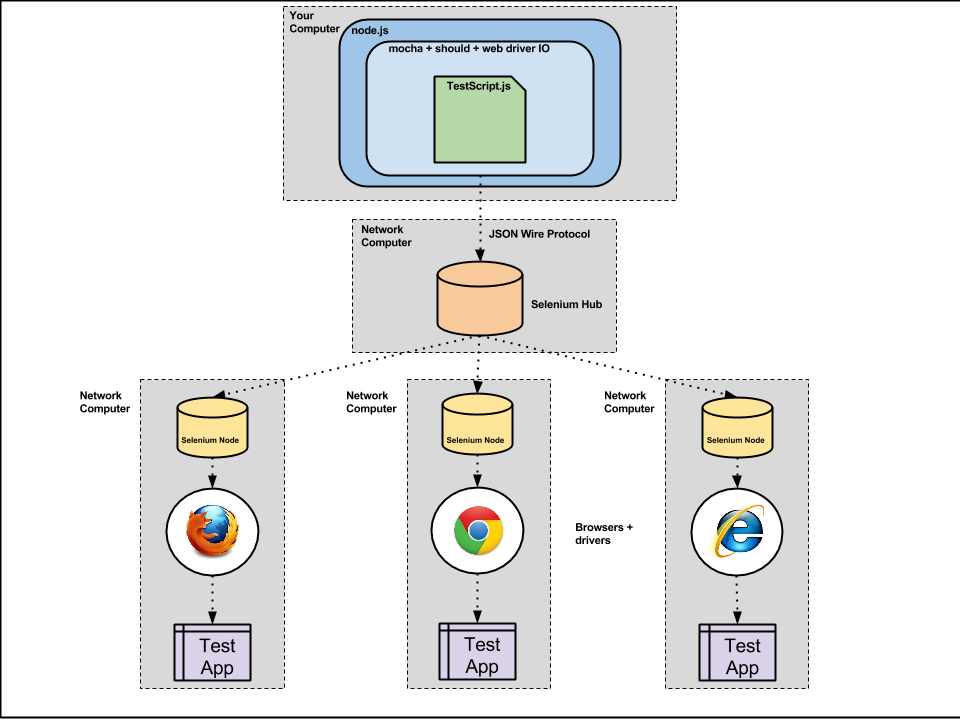 Your
Computer
node.js
mocha + should + web driver IO
TestScript.js
Network
Computer
JSON Wire Protocol
Selenium Hub
Network
Computer
Selenium Node
Network
Computer
Selenium Node
Network
Computer
Selenium Node
Browsers +
drivers
Test
App
Test
App
Test
App